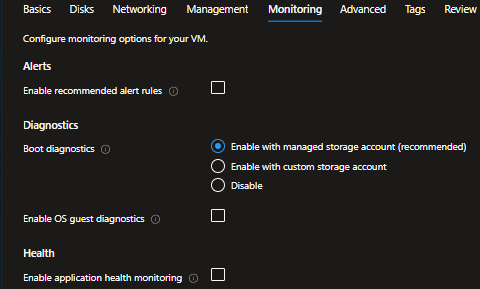 Basics Disks Networking Management Monitoring Advanced Tags Review
Configure monitoring options for your VM.
Alerts
Enable recommended alert rules
Diagnostics
Boot diagnostics
Enable with managed storage account (recommended)
Enable with custom storage account
Disable
Enable OS guest diagnostics
Health
Enable application health monitoring